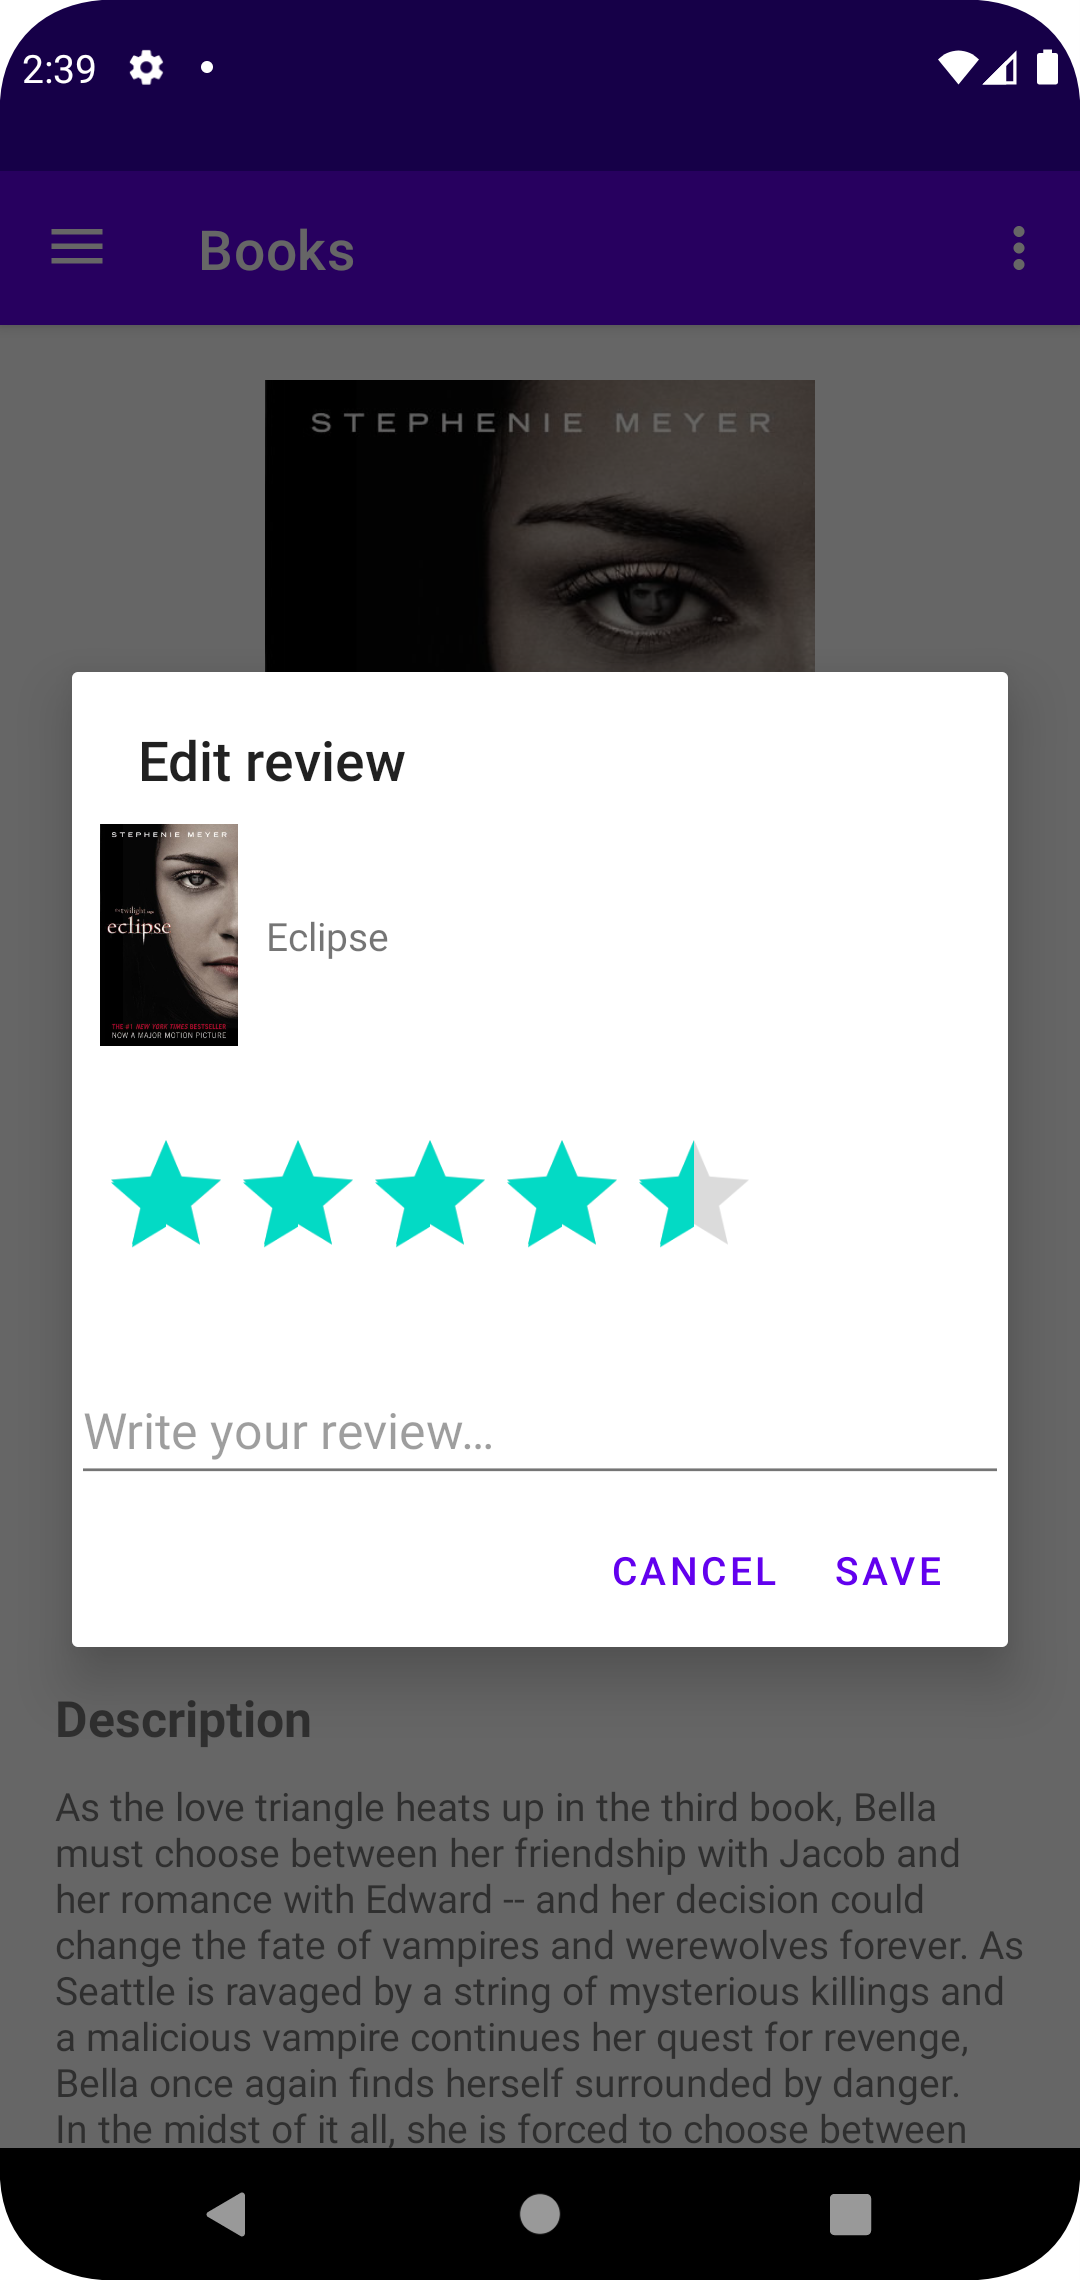 2:39
Books
STEPHENIE MEYER
Edit review
STEPHENIE MEYER
the twilight saga
eclipse
Eclipse
THE #1 NEW YORK TIMES BESTSELLER
NOW A MAJOR MOTION PICTURE
Write your review...
CANCEL SAVE
Description
As the love triangle heats up in the third book, Bella
must choose between her friendship with Jacob and
her romance with Edward -- and her decision could
change the fate of vampires and werewolves forever. As
Seattle is ravaged by a string of mysterious killings and
a malicious vampire continues her quest for revenge,
Bella once again finds herself surrounded by danger.
In the midst of it all, she is forced to choose between